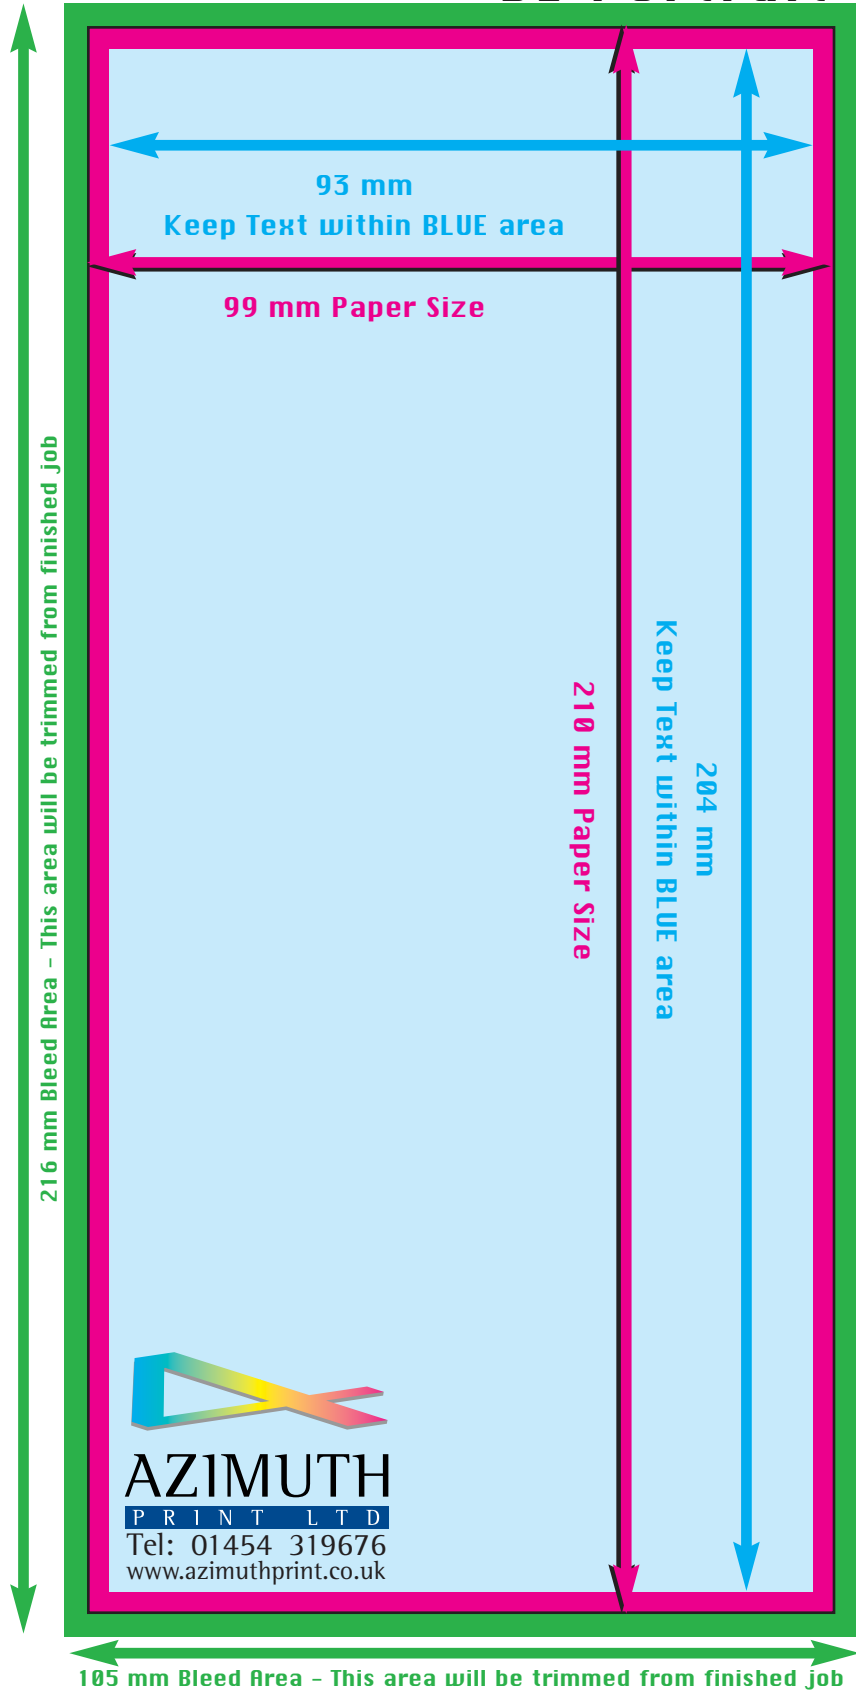 93 mm
Keep Text within BLUE area
99 mm Paper Size
216 mm Bleed Area - This area will be trimmed from finished job
210 mm Paper Size
204 mm
Keep Text within BLUE area
AZIMUTH
PRINT LTD
Tel: 01454 319676
www.azimuthprint.co.uk
105 mm Bleed Area - This area will be trimmed from finished job